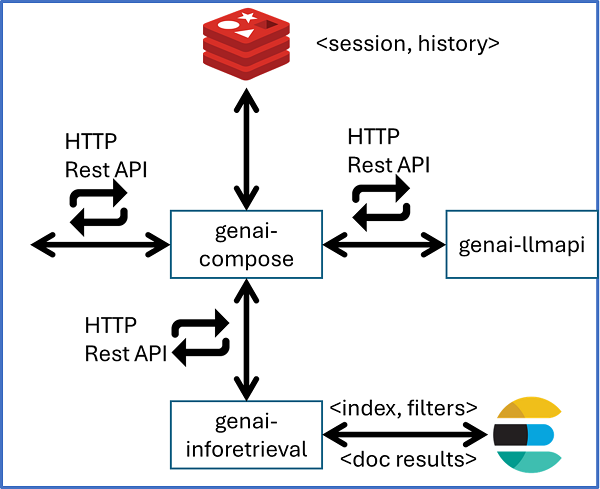 <session, history>
HTTP
Rest API
HTTP
Rest API
genai-
compose
genai-llmapi
HTTP
Rest API
genai-
inforetrieval
<index, filters>
<doc results>